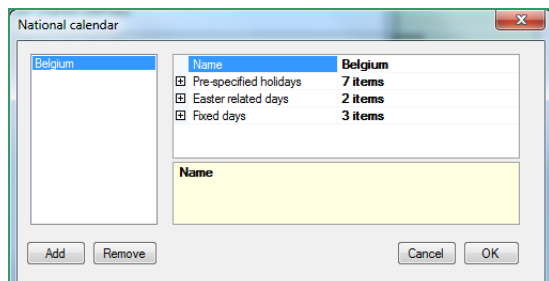 National calendar
Belgium
Name Belgium
Pre-specified holidays 7 items
Easter related days 2 items
Fixed days 3 items
Name
Add Remove Cancel OK